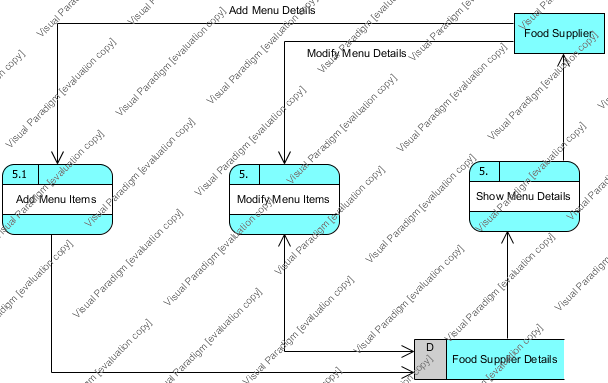 Add Menu Details
Food Supplier
Modify Menu Details
5.1
Add Menu Items
5.
Modify Menu Items
5.
Show Menu Details
D
Food Supplier Details
Visual Paradigm [evaluation copy]